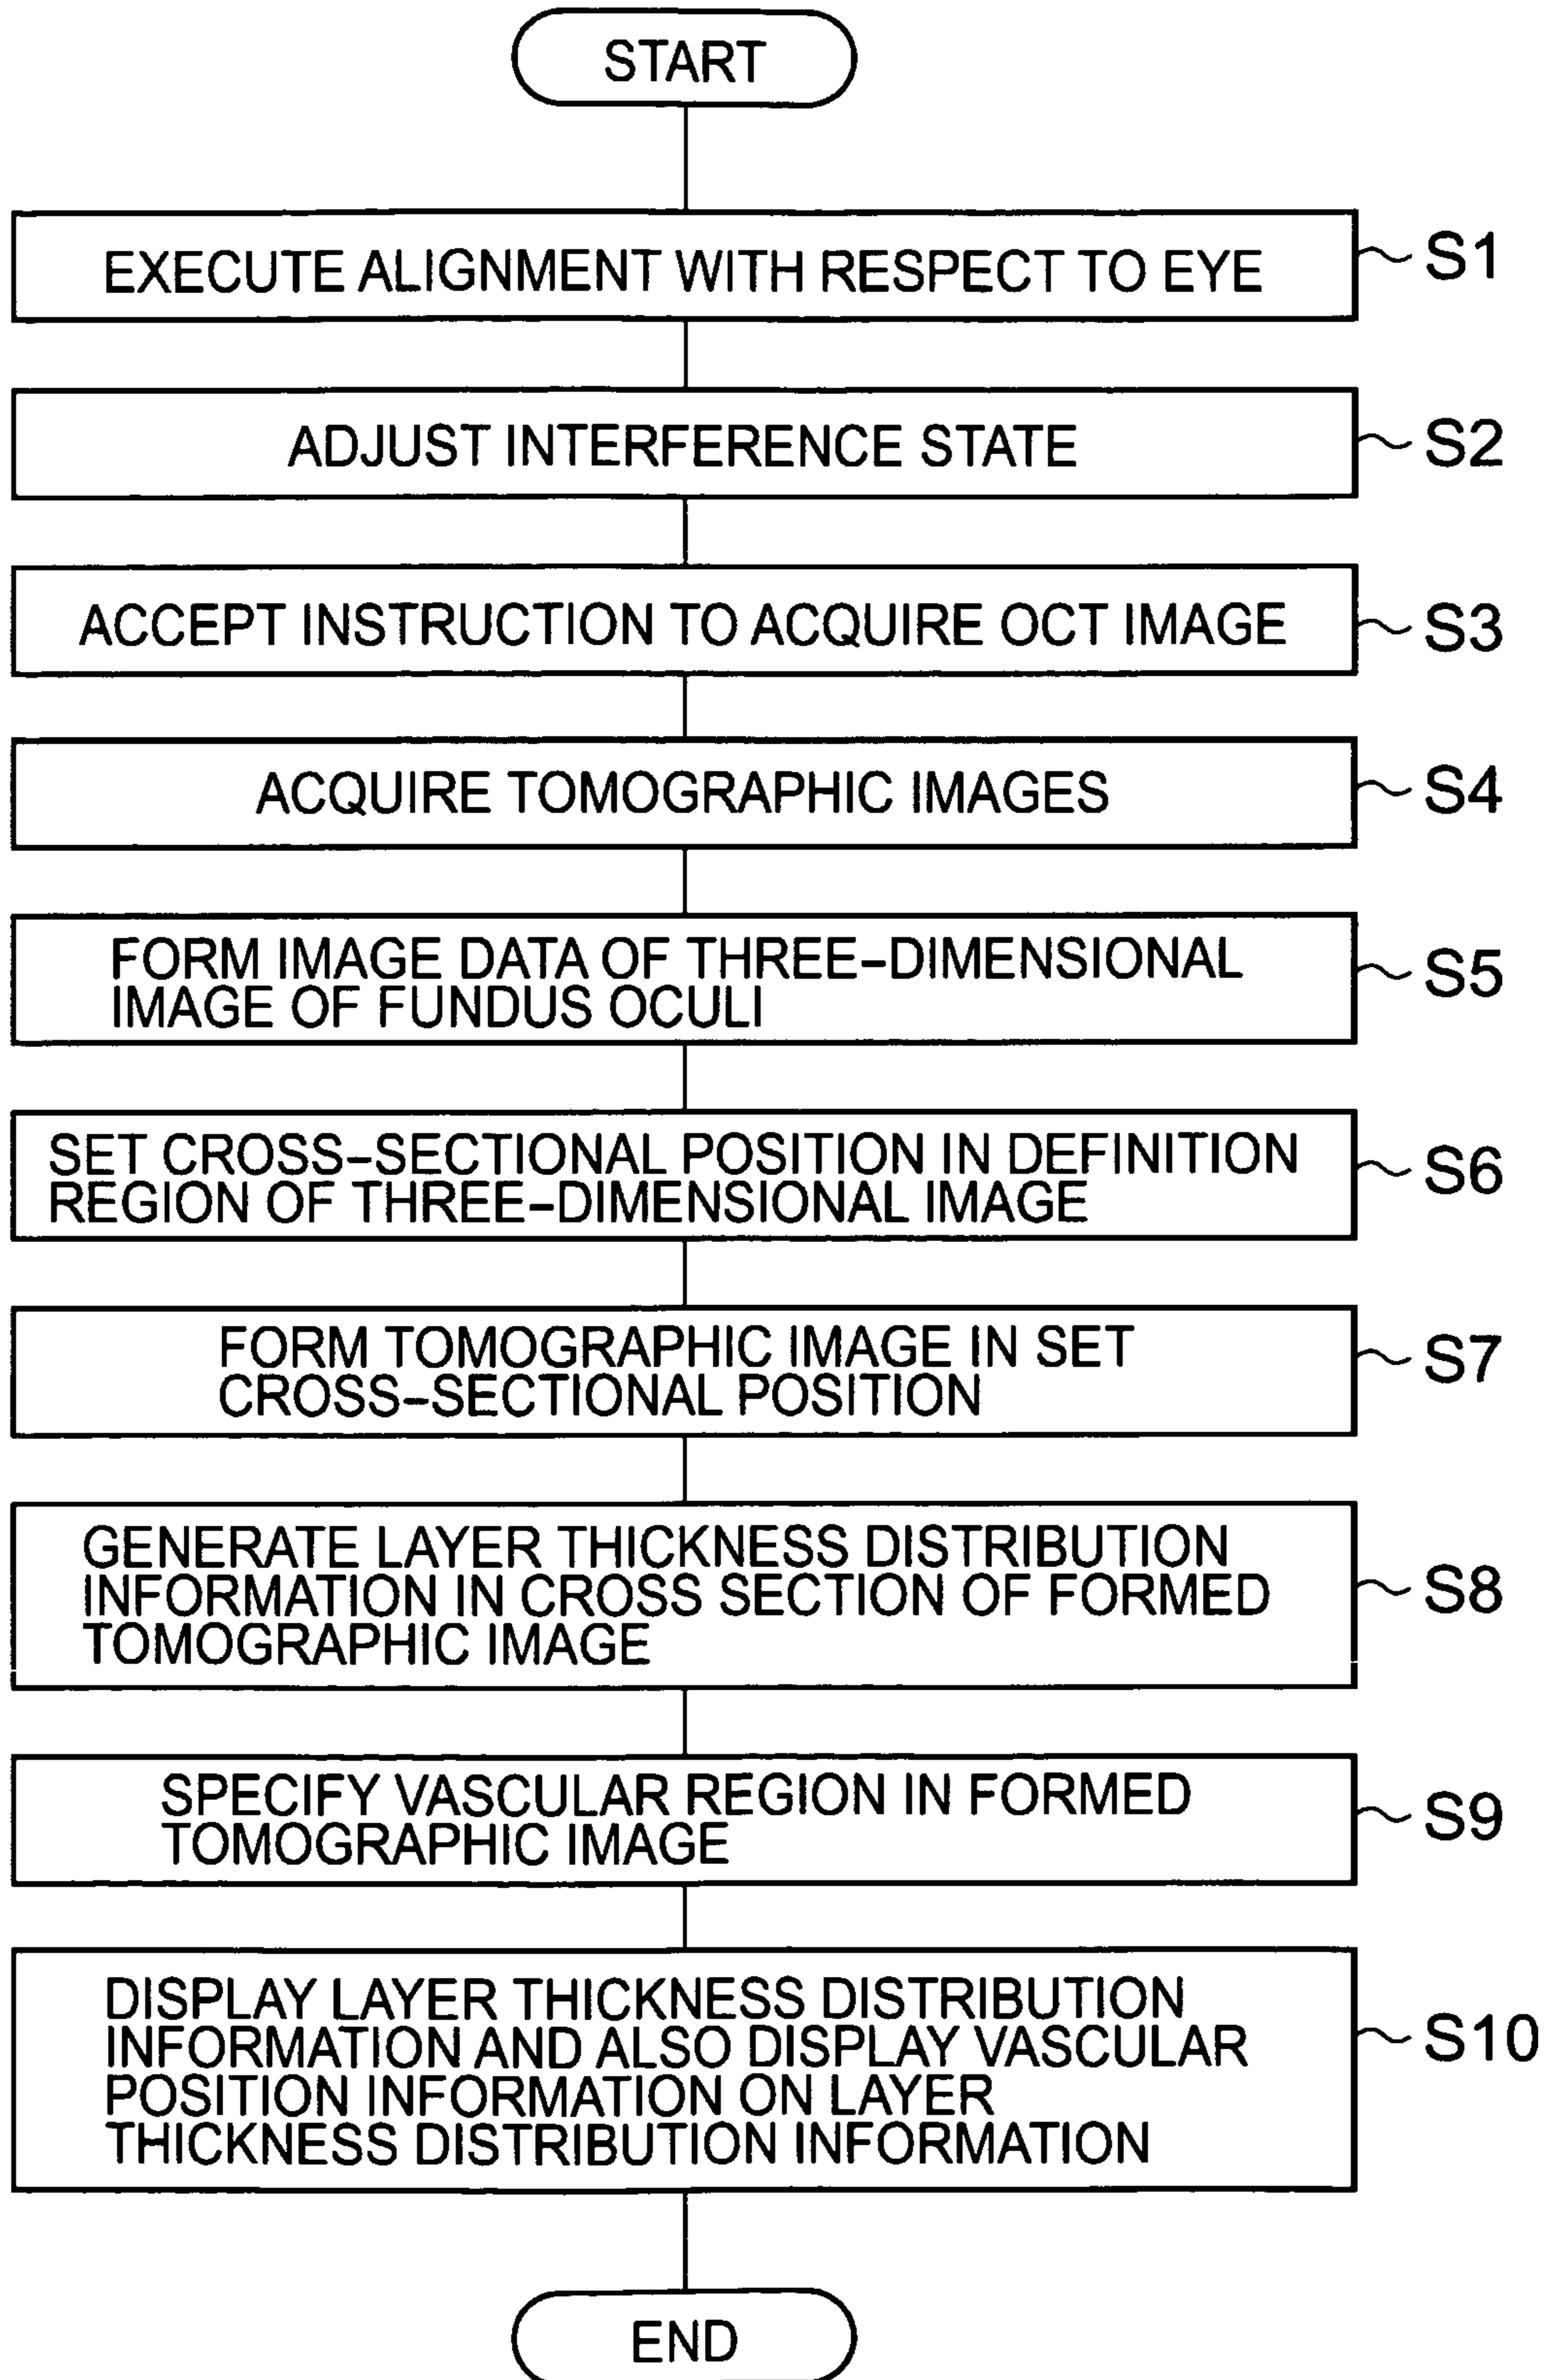 START
EXECUTE ALIGNMENT WITH RESPECT TO EYE
S1
ADJUST INTERFERENCE STATE
S2
ACCEPT INSTRUCTION TO ACQUIRE OCT IMAGE
S3
ACQUIRE TOMOGRAPHIC IMAGES
S4
FORM IMAGE DATA OF THREE-DIMENSIONAL
IMAGE OF FUNDUS OCULI
S5
SET CROSS-SECTIONAL POSITION IN DEFINITION
REGION OF THREE-DIMENSIONAL IMAGE
S6
FORM TOMOGRAPHIC IMAGE IN SET
CROSS-SECTIONAL POSITION
S7
GENERATE LAYER THICKNESS DISTRIBUTION
INFORMATION IN CROSS SECTION OF FORMED
TOMOGRAPHIC IMAGE
S8
SPECIFY VASCULAR REGION IN FORMED
TOMOGRAPHIC IMAGE
S9
DISPLAY LAYER THICKNESS DISTRIBUTION
INFORMATION AND ALSO DISPLAY VASCULAR
POSITION INFORMATION ON LAYER
THICKNESS DISTRIBUTION INFORMATION
S10
END